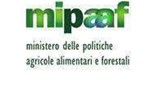 mipaaf
ministero delle politiche
agricole alimentari e forestali